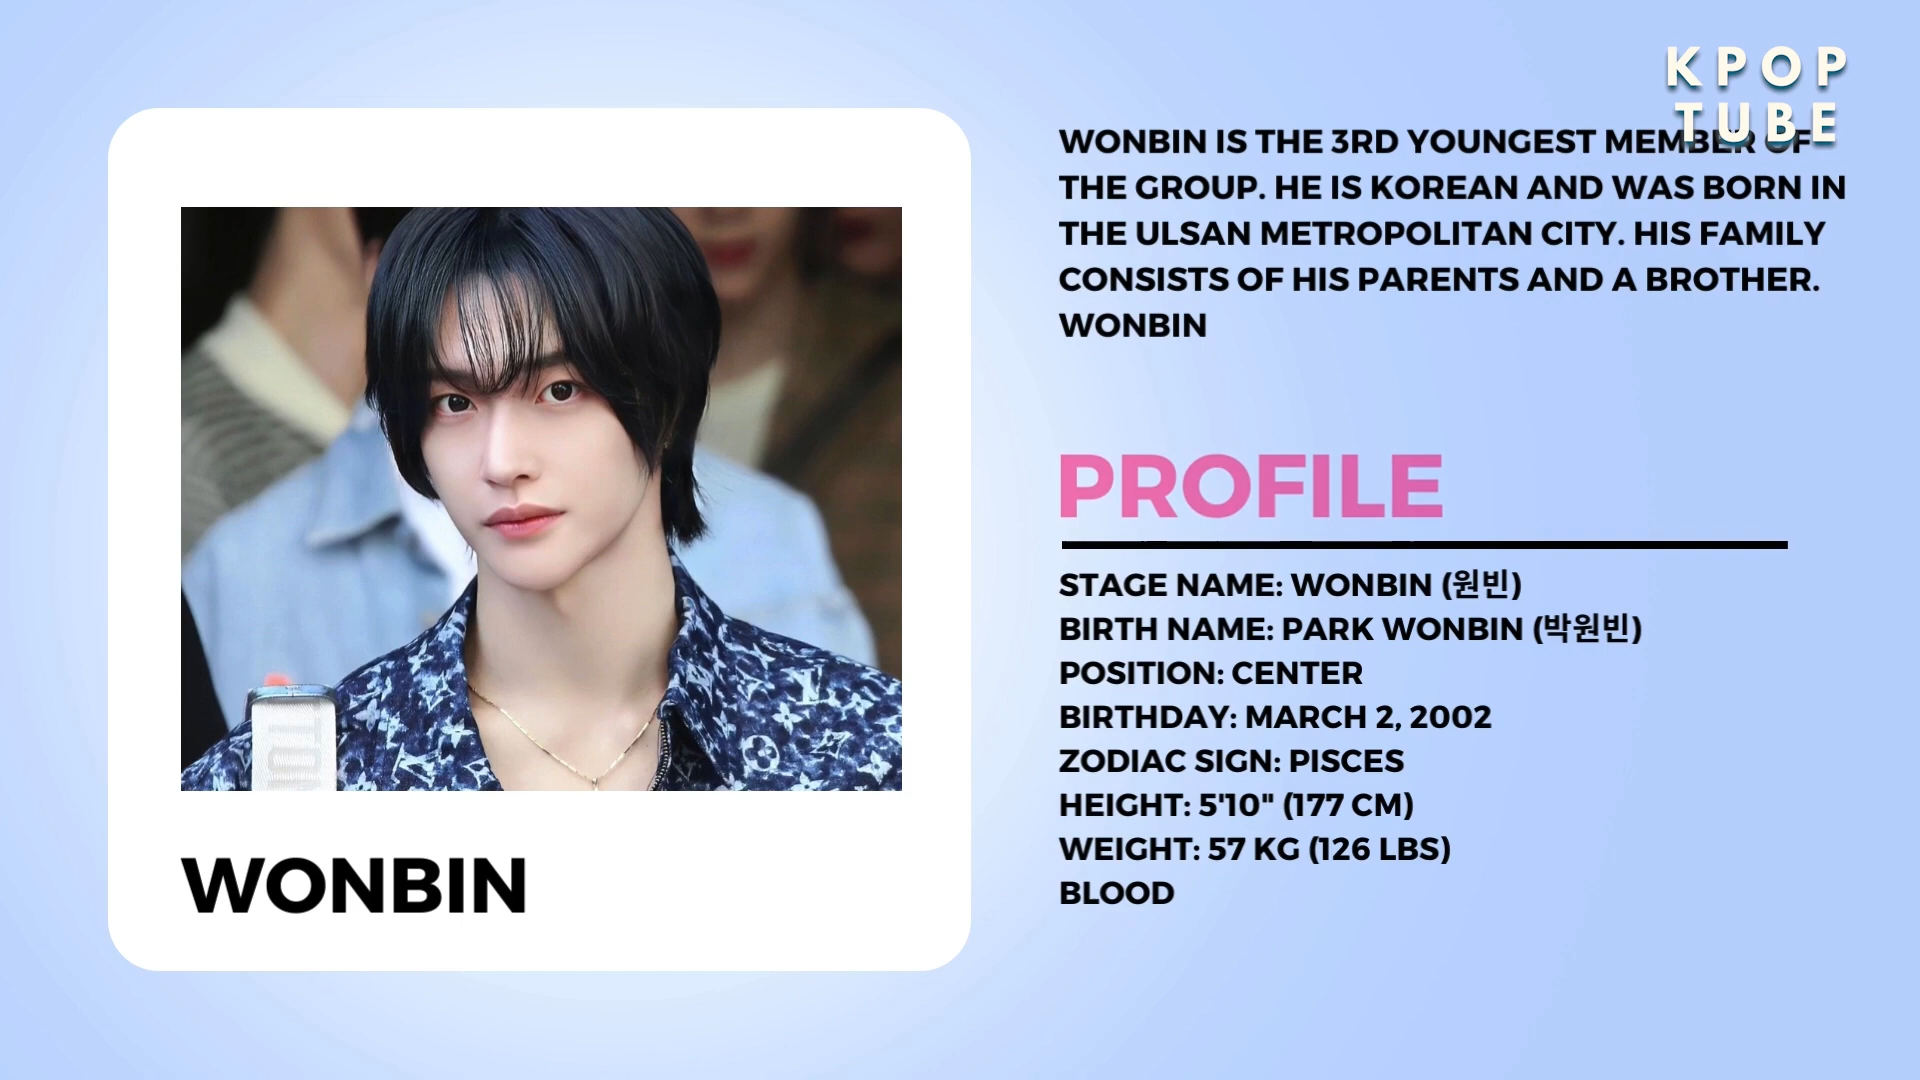 KPOP
TUBE
WONBIN IS THE 3RD YOUNGEST MEMBER OF
THE GROUP. HE IS KOREAN AND WAS BORN IN
THE ULSAN METROPOLITAN CITY. HIS FAMILY
CONSISTS OF HIS PARENTS AND A BROTHER.
WONBIN
PROFILE
STAGE NAME: WONBIN (원빈)
BIRTH NAME: PARK WONBIN (박원빈)
POSITION: CENTER
BIRTHDAY: MARCH 2, 2002
ZODIAC SIGN: PISCES
HEIGHT: 5'10" (177 CM)
WEIGHT: 57 KG (126 LBS)
BLOOD
WONBIN